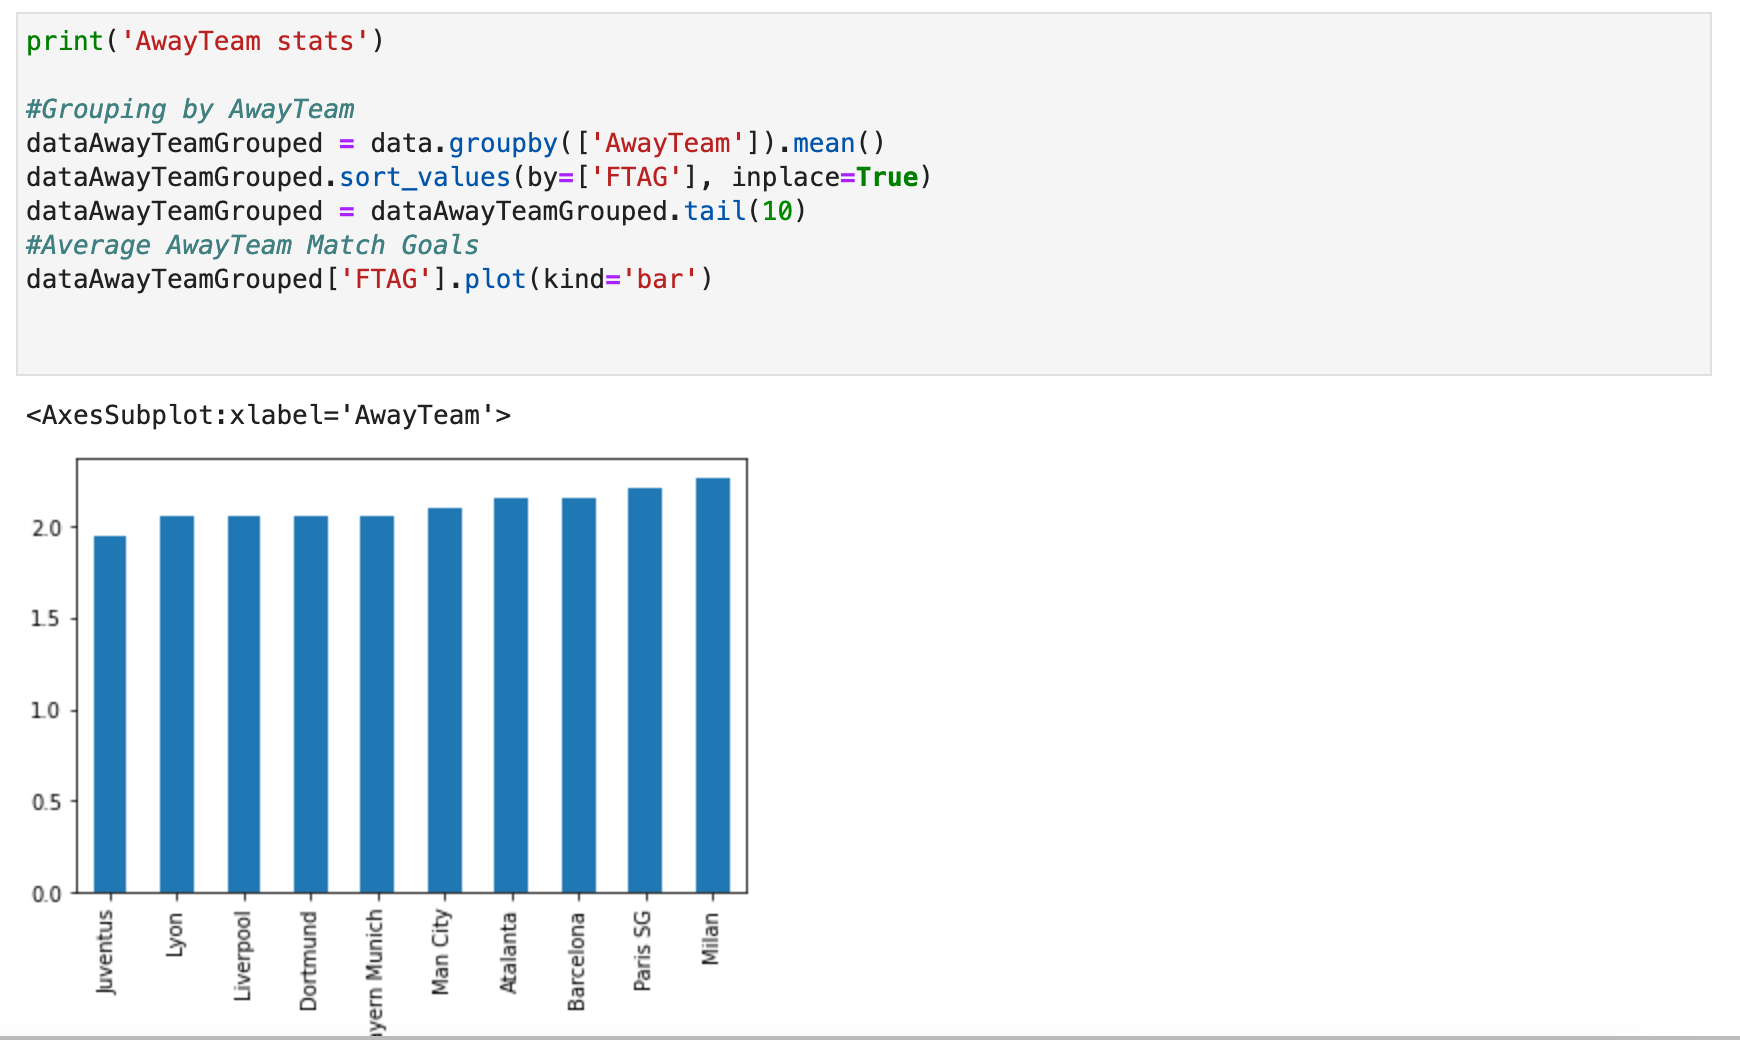 print('AwayTeam stats')
#Grouping by AwayTeam
dataAwayTeamGrouped = data.groupby(['AwayTeam']).mean()
dataAwayTeamGrouped.sort_values(by=['FTAG'], inplace=True)
dataAwayTeamGrouped = dataAwayTeamGrouped.tail(10)
#Average AwayTeam Match Goals
dataAwayTeamGrouped['FTAG'].plot(kind='bar')
<AxesSubplot:xlabel='AwayTeam'>
2.0
1.5
1.0
0.5
0.0
Juventus
Lyon
Liverpool
Dortmund
ayern Munich
Man City
Atalanta
Barcelona
Paris SG
Milan